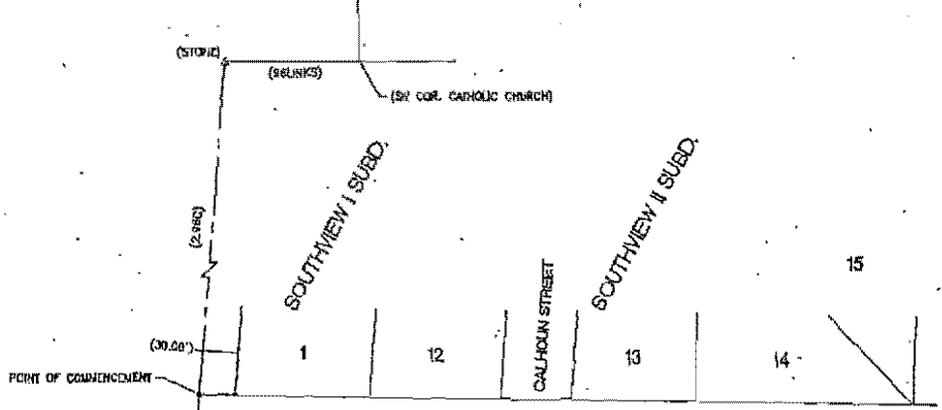 (STONE)
(96LINKS)
(SW COR. CATHOLIC CHURCH)
SOUTHVIEW I SUBD.
SOUTHVIEW II SUBD.
15
CALHOUN STREET
(30.00')
1
12
13
14
POINT OF COMMENCEMENT